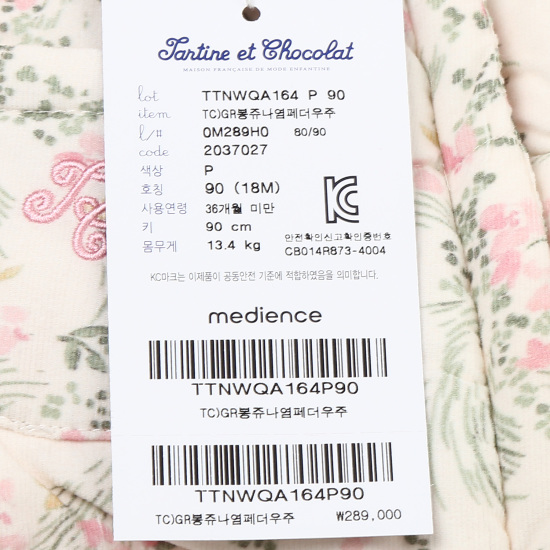 Tartine et Chocolat
MAISON FRANÇAISE DE MODE ENFANTINE
lot TTNWQA164 P 90
item TC)GR봉쥬나염페더우주
l/# 0M289H0 80/90
code 2037027
색상 P
호칭 90 (18M)
사용연령 36개월 미만
키 90 cm
몸무게 13.4 kg
안전확인신고확인증번호
CB014R873-4004
KC마크는 이제품이 공동안전 기준에 적합하였음을 의미합니다.
medience
TTNWQA164P90
TC)GR봉쥬나염페더우주
TTNWQA164P90
TC)GR봉쥬나염페더우주 ₩289,000